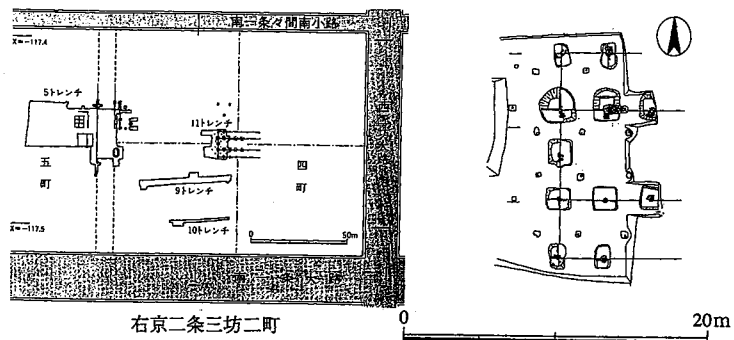 南一条々間南小路
X=-117.4
5トレンチ
11トレンチ
五
町
四
町
9トレンチ
X=-117.5
10トレンチ
0 50m
右京二条三坊二町
0 20m